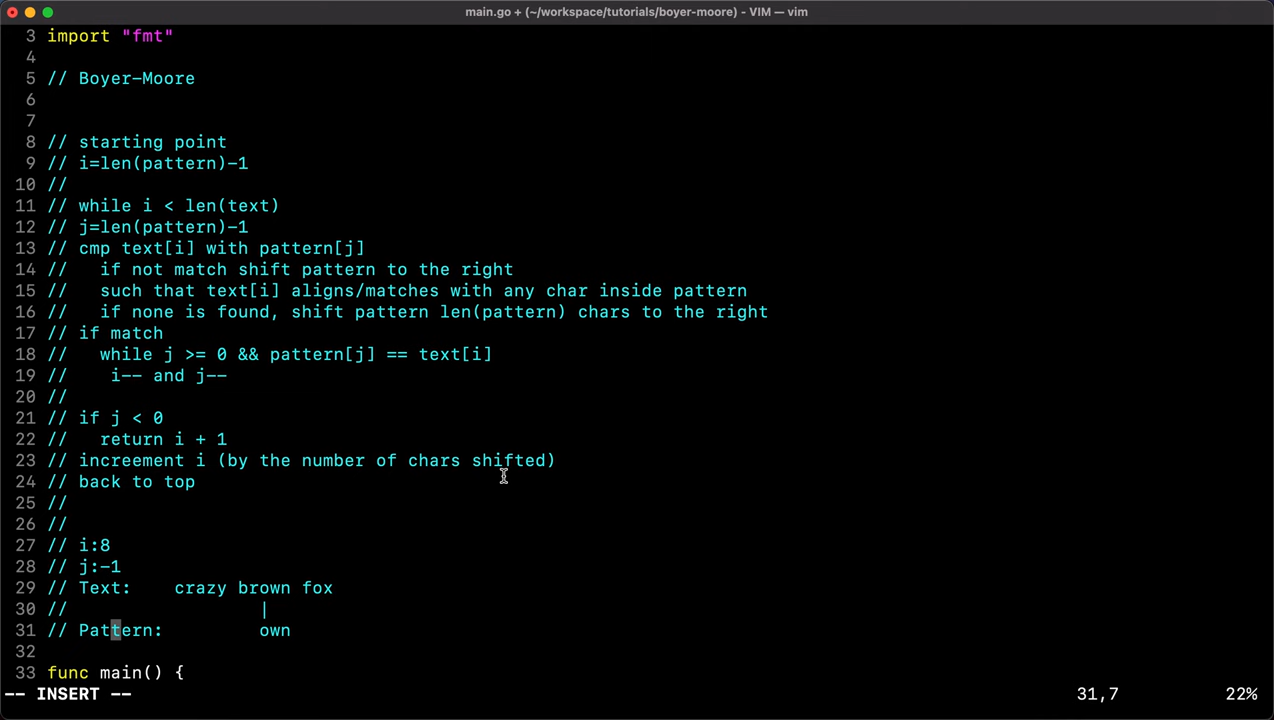 main.go + (~/workspace/tutorials/boyer-moore) - VIM — vim
3 import "fmt"
4
5 // Boyer-Moore
6
7
8 // starting point
9 // i=len(pattern)-1
10 //
11 // while i < len(text)
12 // j=len(pattern)-1
13 // cmp text[i] with pattern[j]
14 //   if not match shift pattern to the right
15 //   such that text[i] aligns/matches with any char inside pattern
16 //   if none is found, shift pattern len(pattern) chars to the right
17 // if match
18 //   while j >= 0 && pattern[j] == text[i]
19 //    i-- and j--
20 //
21 // if j < 0
22 //   return i + 1
23 // increement i (by the number of chars shifted)
24 // back to top
25 //
26 //
27 // i:8
28 // j:-1
29 // Text:    crazy brown fox
30 //                  |
31 // Pattern:         own
32
33 func main() {
-- INSERT -- 31,7 22%